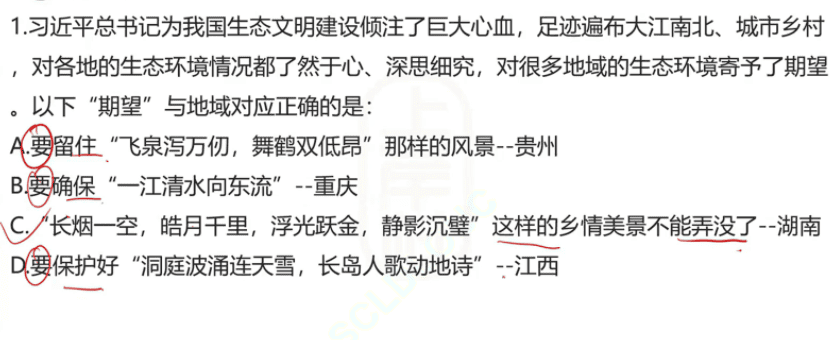 1.习近平总书记为我国生态文明建设倾注了巨大心血，足迹遍布大江南北、城市乡村
，对各地的生态环境情况都了然于心、深思细究，对很多地域的生态环境寄予了期望
。以下“期望”与地域对应正确的是：
A.要留住“飞泉泻万仞，舞鹤双低昂”那样的风景--贵州
B.要确保“一江清水向东流”--重庆
C.“长烟一空，皓月千里，浮光跃金，静影沉璧”这样的乡情美景不能弄没了--湖南
D.要保护好“洞庭波涌连天雪，长岛人歌动地诗”--江西